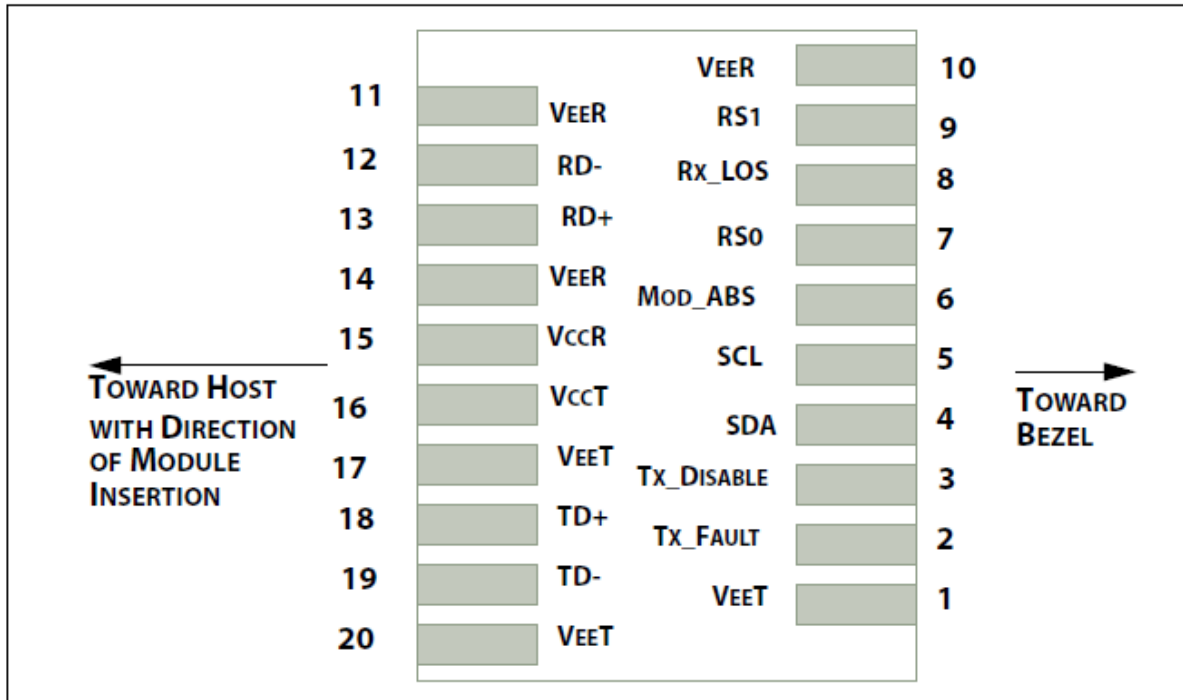 11 VEER
12 RD-
13 RD+
14 VEER
15 VCCR
16 VCCT
17 VEET
18 TD+
19 TD-
20 VEET
VEER 10
RS1 9
RX_LOS 8
RS0 7
MOD_ABS 6
SCL 5
SDA 4
TX_DISABLE 3
TX_FAULT 2
VEET 1
TOWARD HOST
WITH DIRECTION
OF MODULE
INSERTION
TOWARD
BEZEL